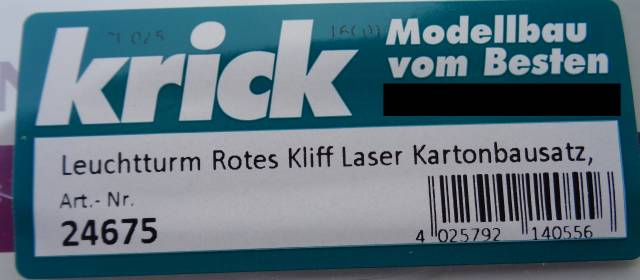 krick
Modellbau
vom Besten
Leuchtturm Rotes Kliff Laser Kartonbausatz,
Art.- Nr.
24675
4 025792 140556